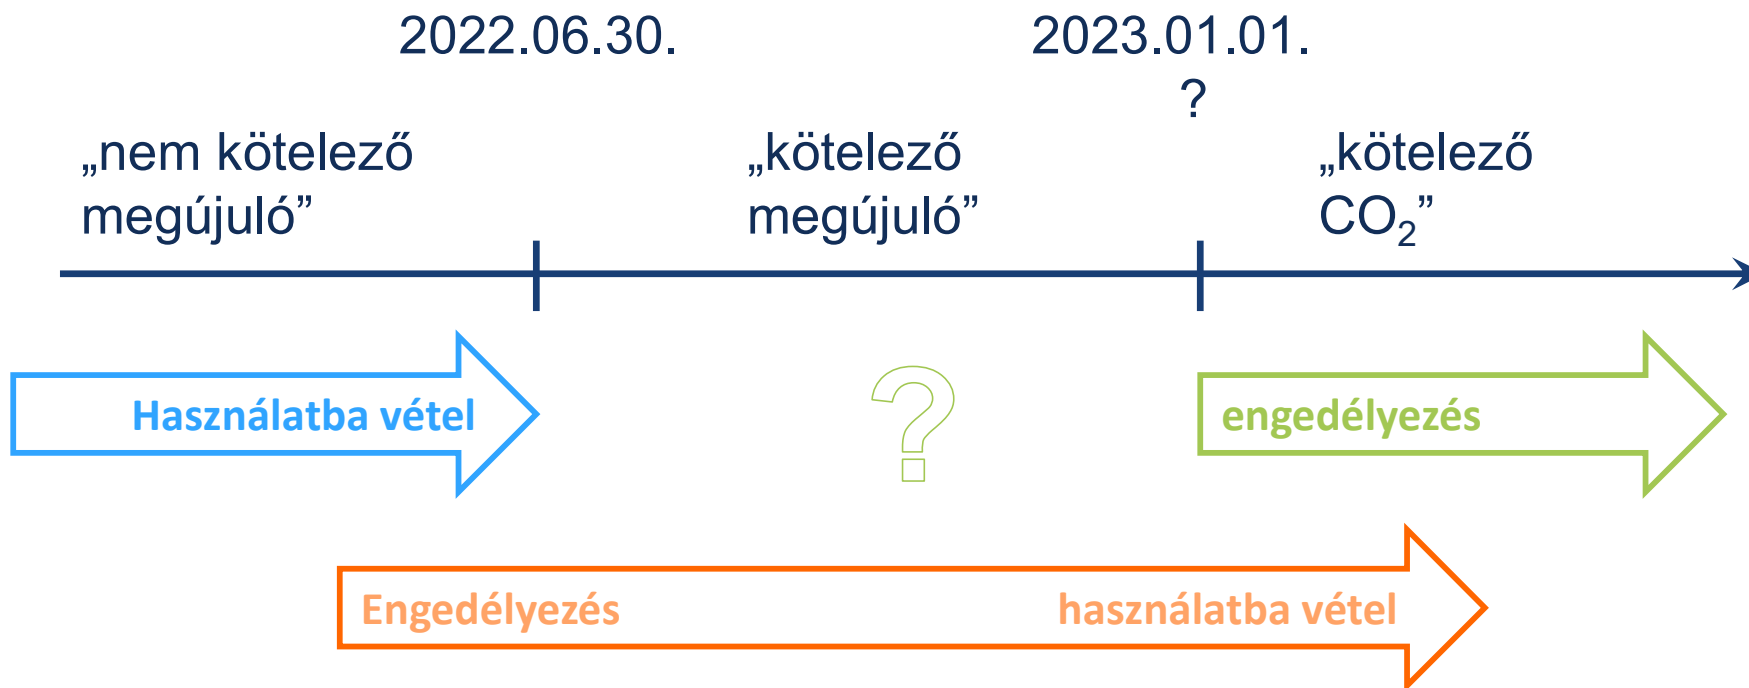 2022.06.30.
2023.01.01.
?
„nem kötelező
megújuló”
„kötelező
megújuló”
„kötelező
CO₂”
Használatba vétel
?
engedélyezés
Engedélyezés
használatba vétel